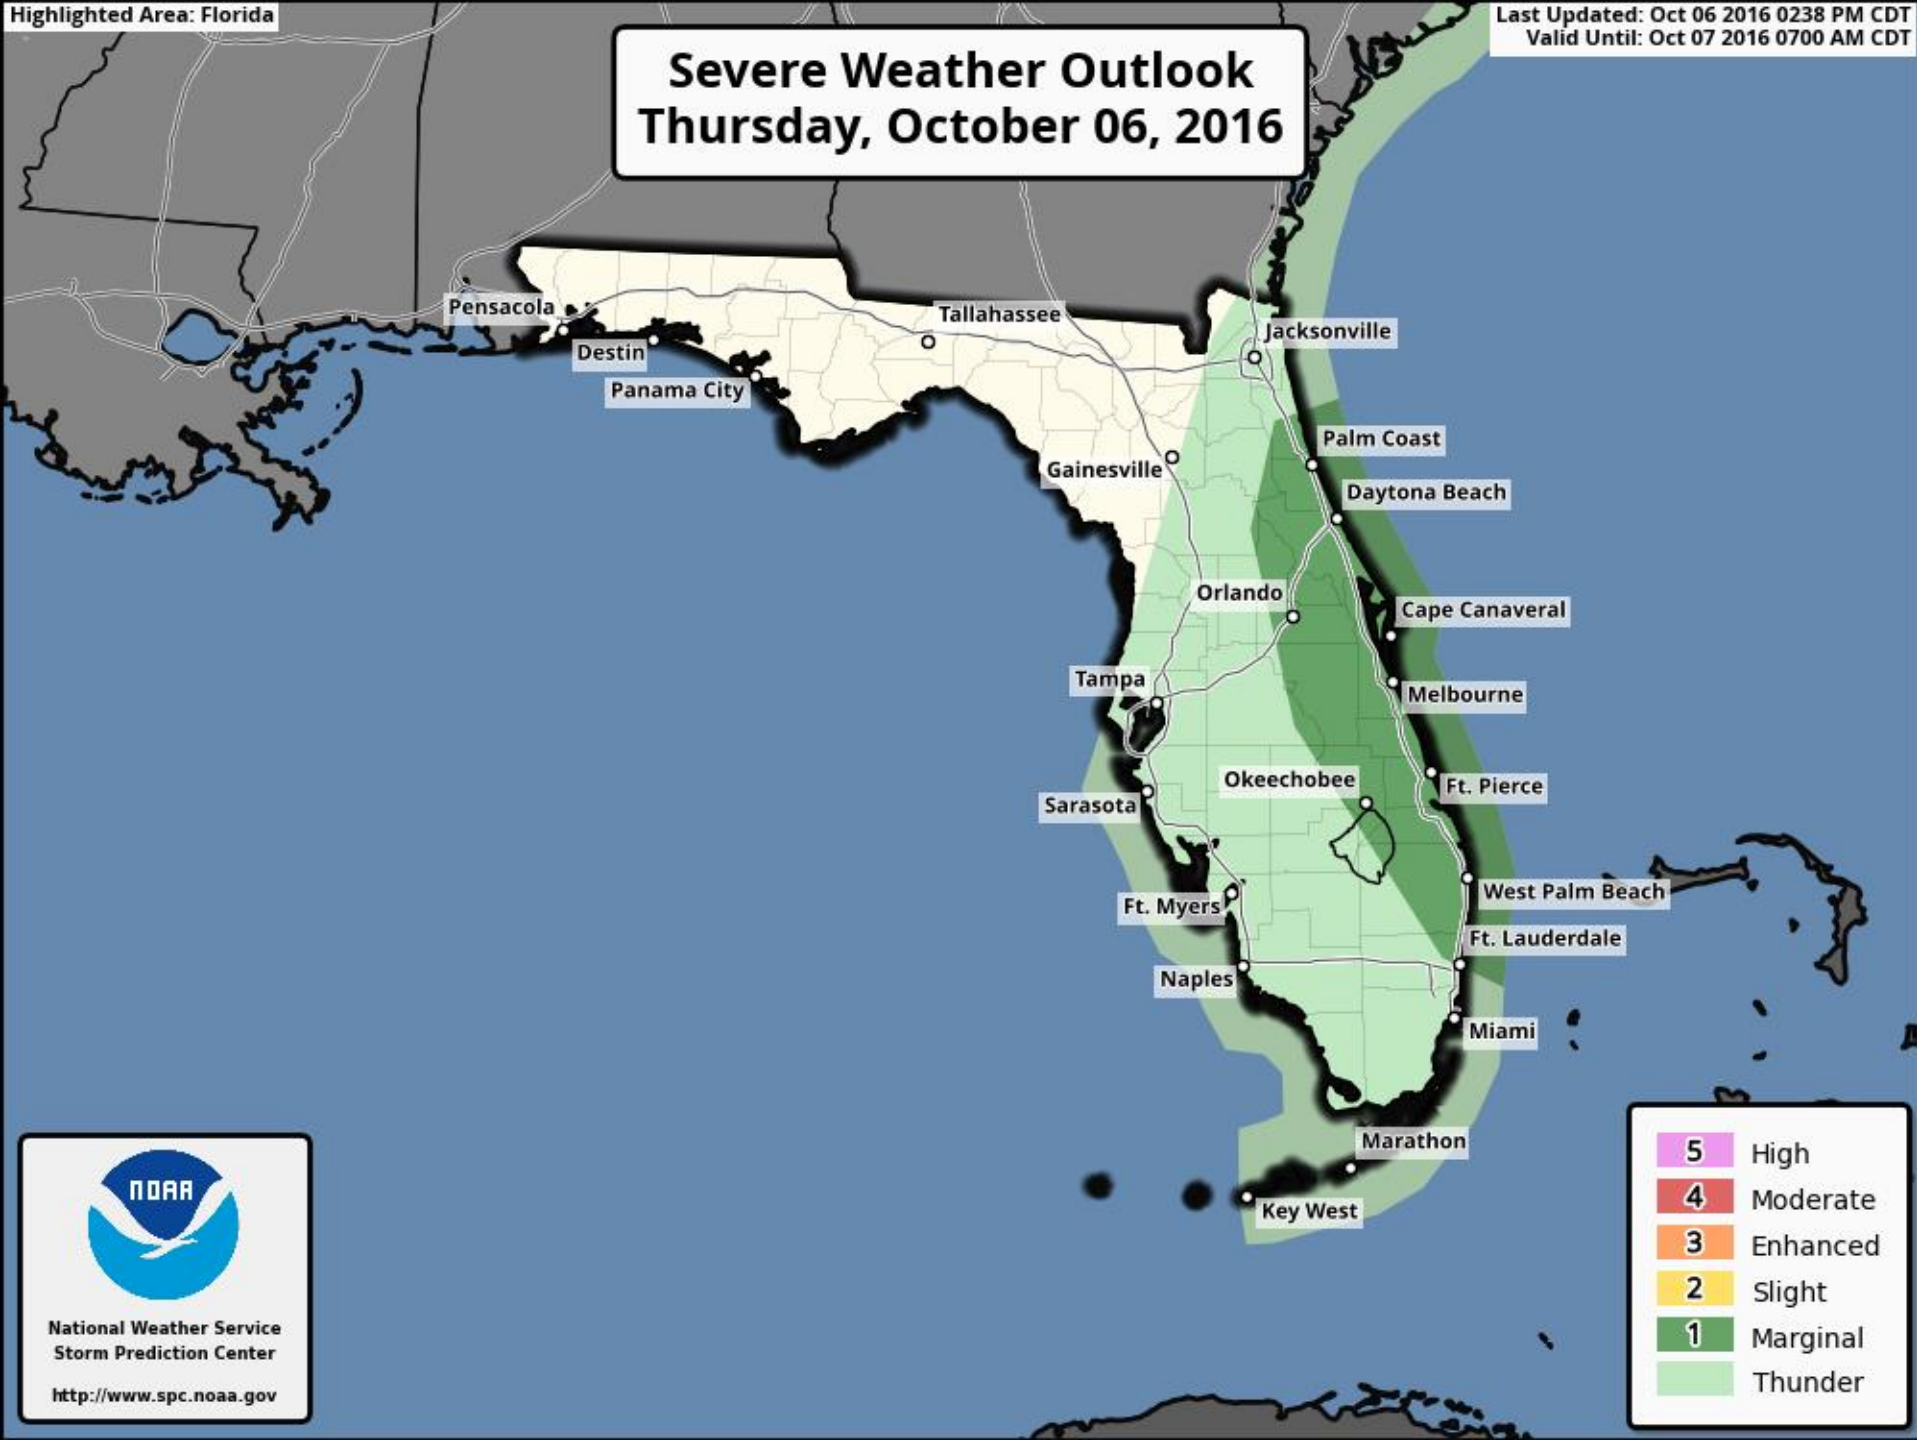 Highlighted Area: Florida
Last Updated: Oct 06 2016 0238 PM CDT
Valid Until: Oct 07 2016 0700 AM CDT
Severe Weather Outlook
Thursday, October 06, 2016
Pensacola
Tallahassee
Jacksonville
Destin
Panama City
Palm Coast
Gainesville
Daytona Beach
Orlando
Cape Canaveral
Tampa
Melbourne
Okeechobee
Ft. Pierce
Sarasota
West Palm Beach
Ft. Myers
Ft. Lauderdale
Naples
Miami
Marathon
Key West
NOAA
National Weather Service
Storm Prediction Center
http://www.spc.noaa.gov
5 High
4 Moderate
3 Enhanced
2 Slight
1 Marginal
Thunder